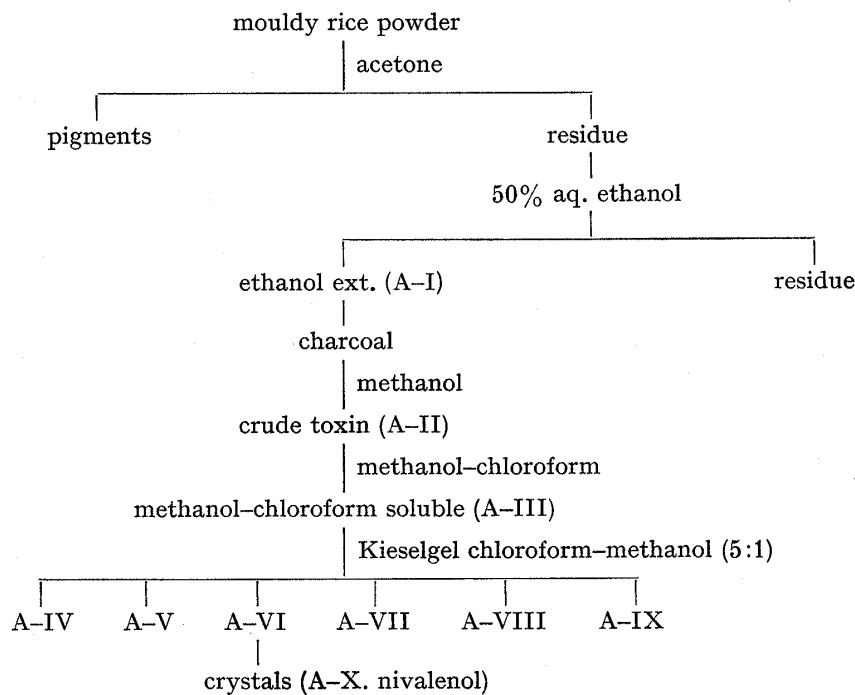 mouldy rice powder
acetone
pigments residue
50% aq. ethanol
ethanol ext. (A–I) residue
charcoal
methanol
crude toxin (A–II)
methanol–chloroform
methanol–chloroform soluble (A–III)
Kieselgel chloroform–methanol (5:1)
A–IV A–V A–VI A–VII A–VIII A–IX
crystals (A–X. nivalenol)